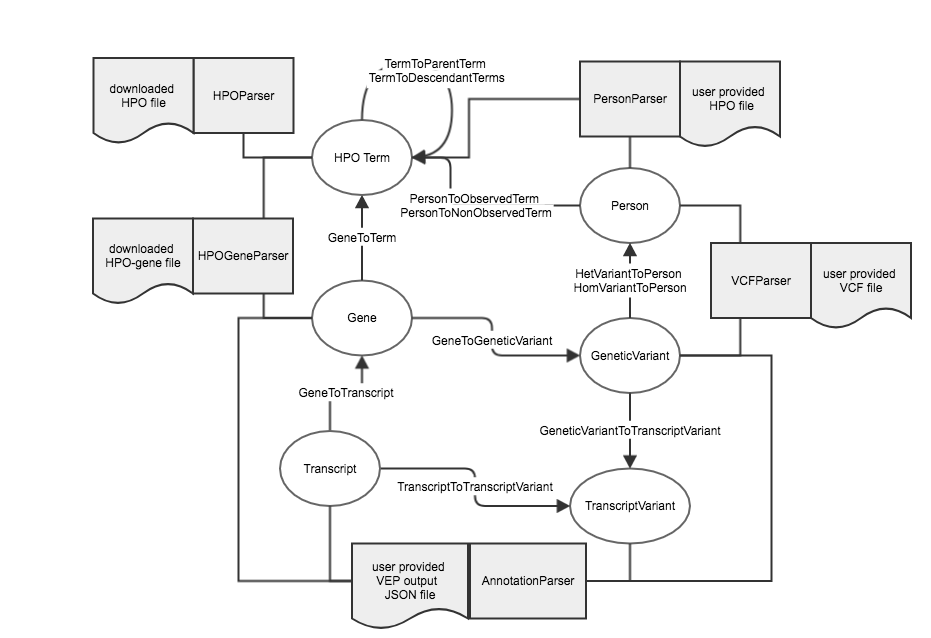 TermToParentTerm
TermToDescendantTerms
downloaded
HPO file
HPOParser
PersonParser
user provided
HPO file
HPO Term
PersonToObservedTerm
PersonToNonObservedTerm
Person
GeneToTerm
downloaded
HPO-gene file
HPOGeneParser
HetVariantToPerson
HomVariantToPerson
VCFParser
user provided
VCF file
Gene
GeneToGeneticVariant
GeneticVariant
GeneToTranscript
GeneticVariantToTranscriptVariant
Transcript
TranscriptToTranscriptVariant
TranscriptVariant
user provided
VEP output
JSON file
AnnotationParser